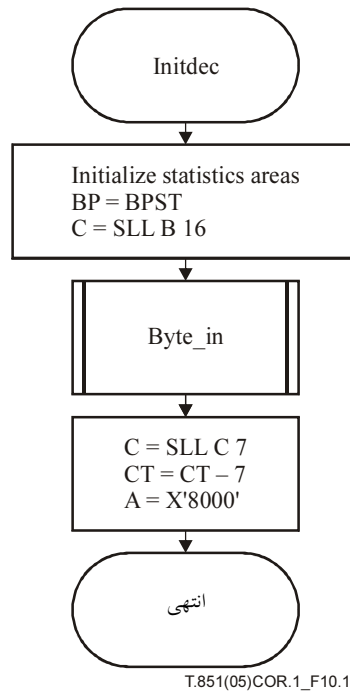 Initdec
Initialize statistics areas
BP = BPST
C = SLL B 16
Byte_in
C = SLL C 7
CT = CT – 7
A = X'8000'
انتهى
T.851(05)COR.1_F10.1